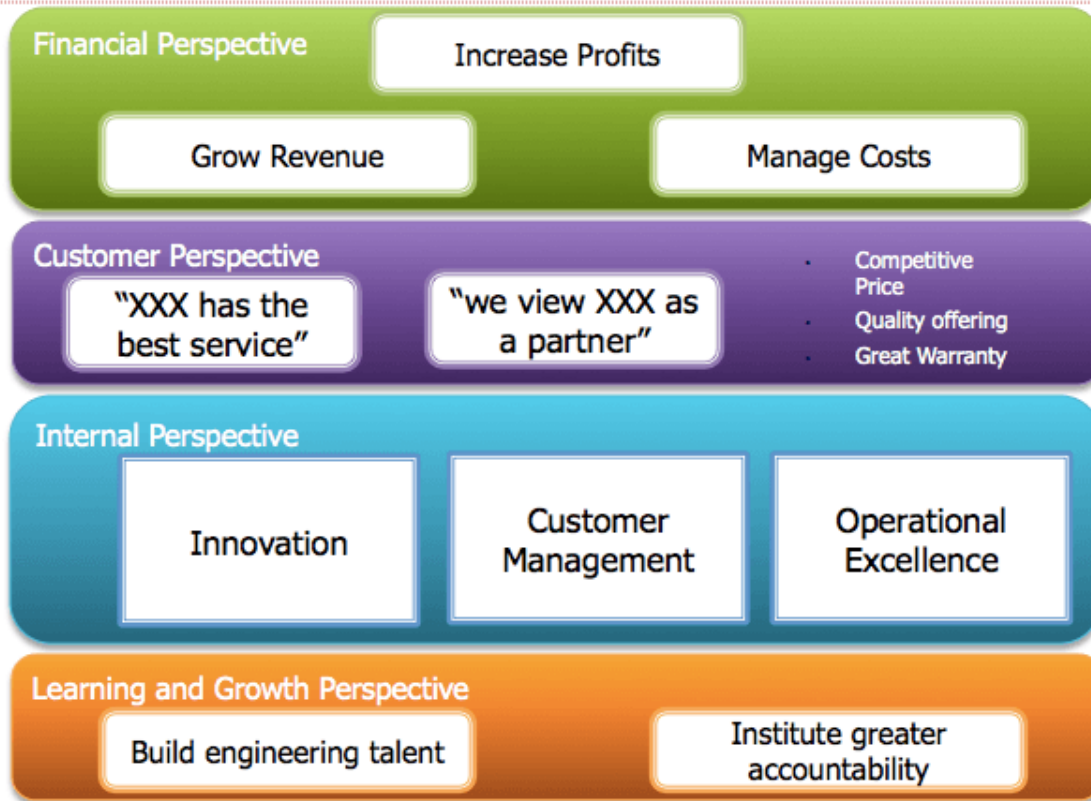 Financial Perspective
Increase Profits
Grow Revenue
Manage Costs
Customer Perspective
“XXX has the
best service”
“we view XXX as
a partner”
Competitive
Price
Quality offering
Great Warranty
Internal Perspective
Innovation
Customer
Management
Operational
Excellence
Learning and Growth Perspective
Build engineering talent
Institute greater
accountability